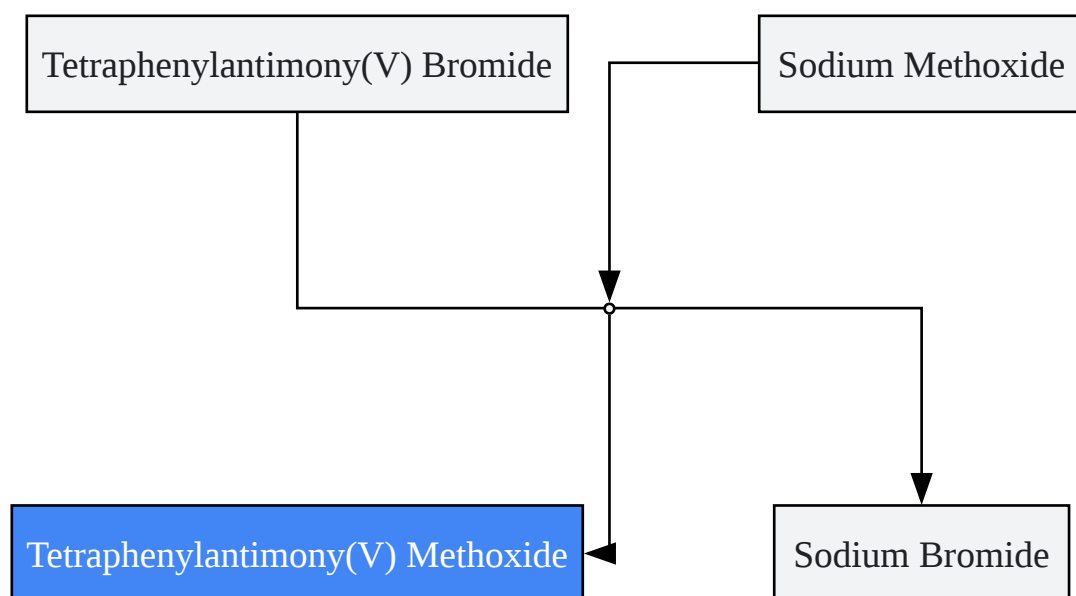 Tetraphenylantimony(V) Bromide
Sodium Methoxide
Tetraphenylantimony(V) Methoxide
Sodium Bromide